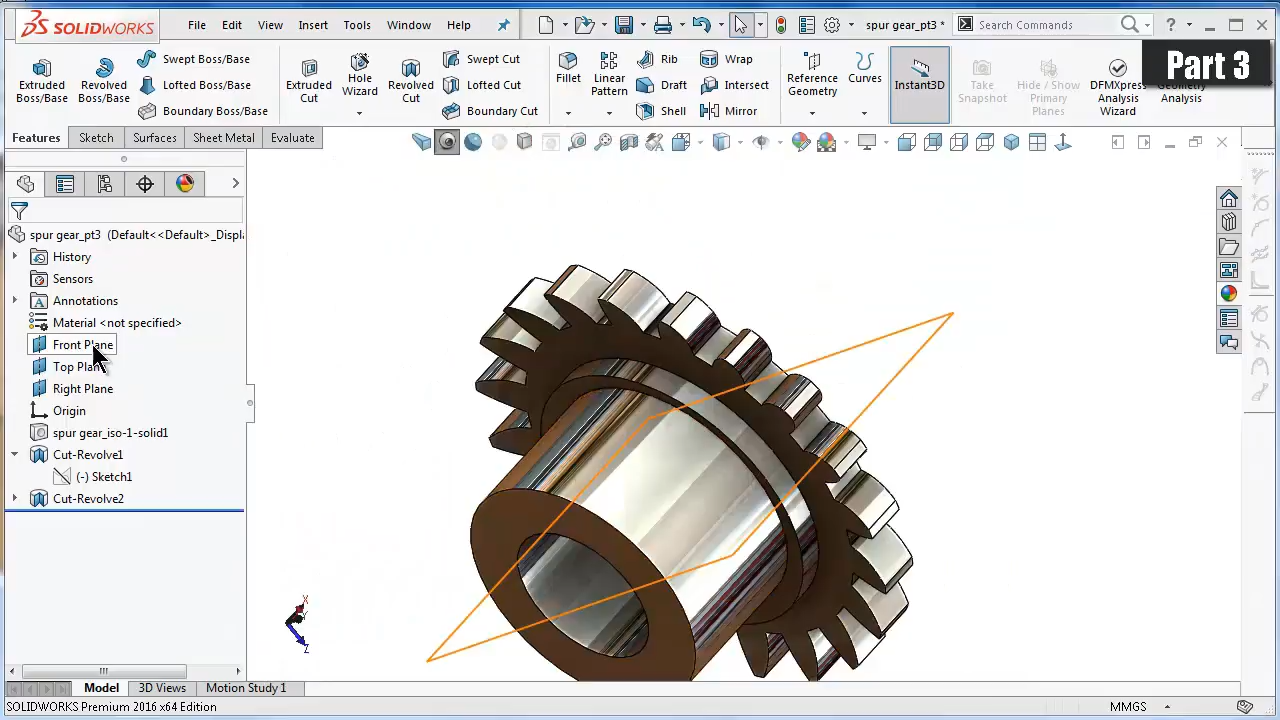 SOLIDWORKS
File Edit View Insert Tools Window Help
spur gear_pt3 *
Search Commands
Part 3
Extruded Boss/Base
Revolved Boss/Base
Swept Boss/Base
Lofted Boss/Base
Boundary Boss/Base
Extruded Cut
Hole Wizard
Revolved Cut
Swept Cut
Lofted Cut
Boundary Cut
Fillet
Linear Pattern
Rib
Draft
Shell
Wrap
Intersect
Mirror
Reference Geometry
Curves
Instant3D
Take Snapshot
Hide / Show Primary Planes
DFMXpress Analysis Wizard
Analysis
Features Sketch Surfaces Sheet Metal Evaluate
spur gear_pt3 (Default<<Default>_Displa
History
Sensors
Annotations
Material <not specified>
Front Plane
Top Plan
Right Plane
Origin
spur gear_iso-1-solid1
Cut-Revolve1
(-) Sketch1
Cut-Revolve2
X
Z
Model 3D Views Motion Study 1
SOLIDWORKS Premium 2016 x64 Edition
MMGS